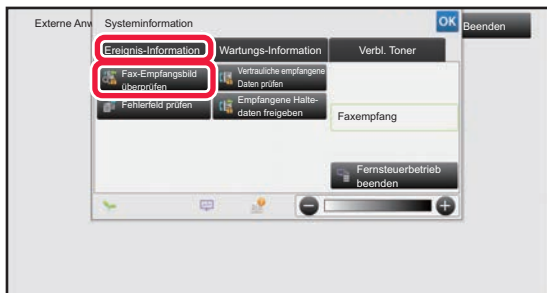 Externe Anw
Systeminformation
OK
Beenden
Ereignis-Information
Wartungs-Information
Verbl. Toner
Fax-Empfangsbild
überprüfen
Vertrauliche empfangene
Daten prüfen
Fehlerfeld prüfen
Empfangene Halte-
daten freigeben
Faxempfang
Fernsteuerbetrieb
beenden